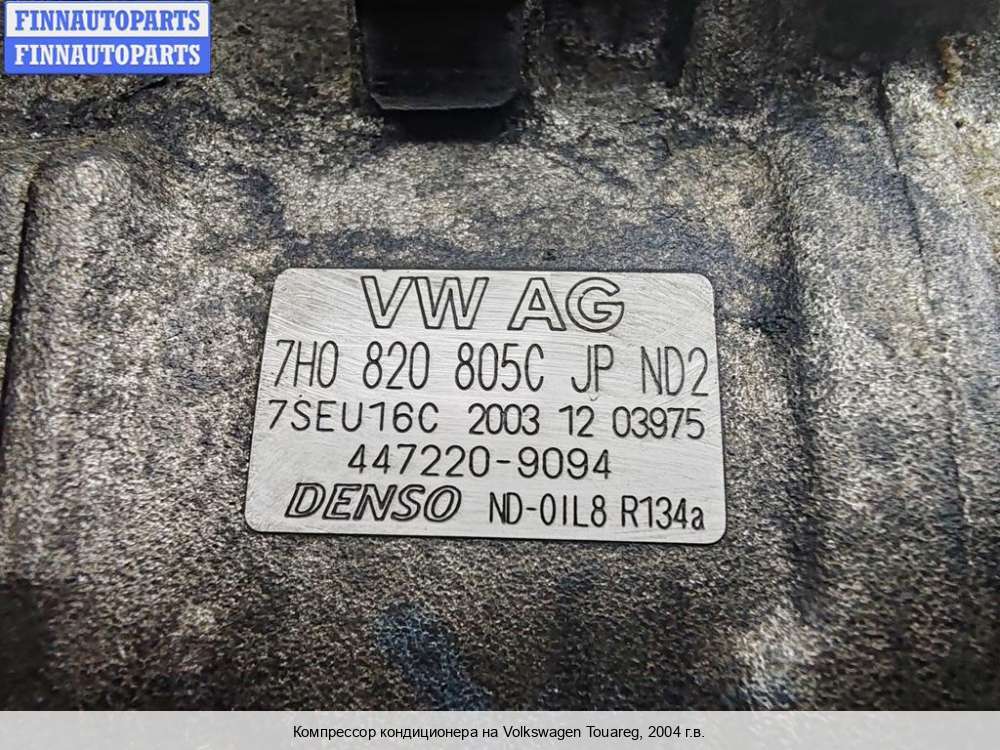 FINNAUTOPARTS
FINNAUTOPARTS
VW AG
7H0 820 805C JP ND2
7SEU16C 2003 12 03975
447220-9094
DENSO ND-OIL8 R134a
Компрессор кондиционера на Volkswagen Touareg, 2004 г.в.